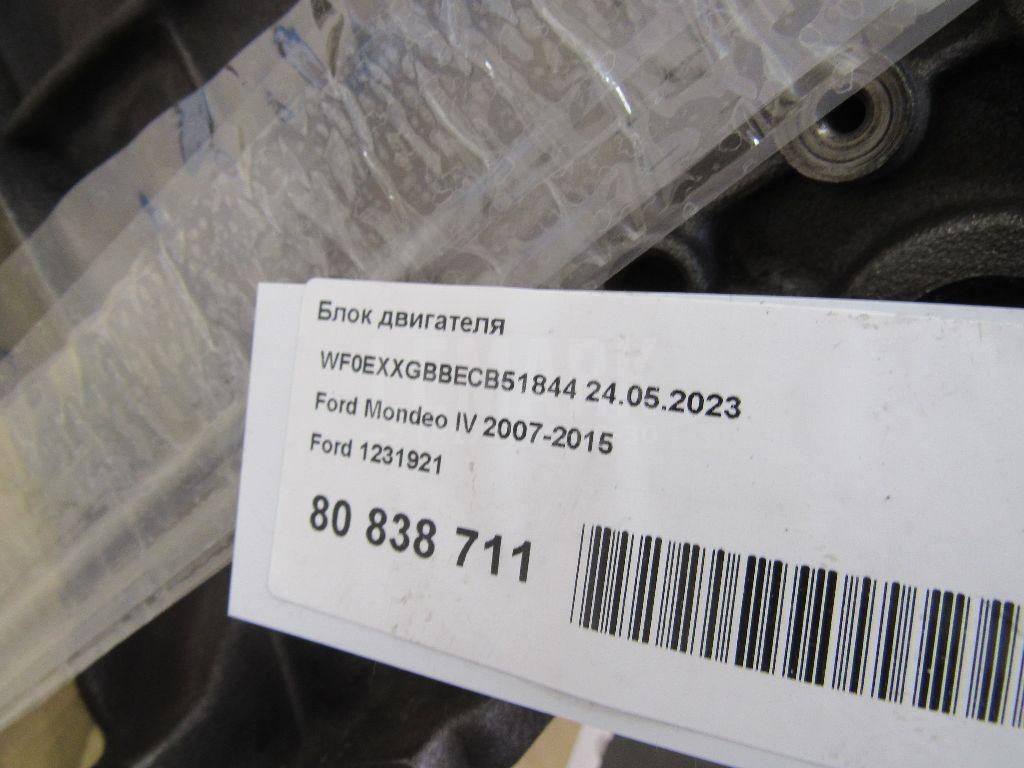 Блок двигателя
WF0EXXGBBECB51844 24.05.2023
Ford Mondeo IV 2007-2015
Ford 1231921
80 838 711